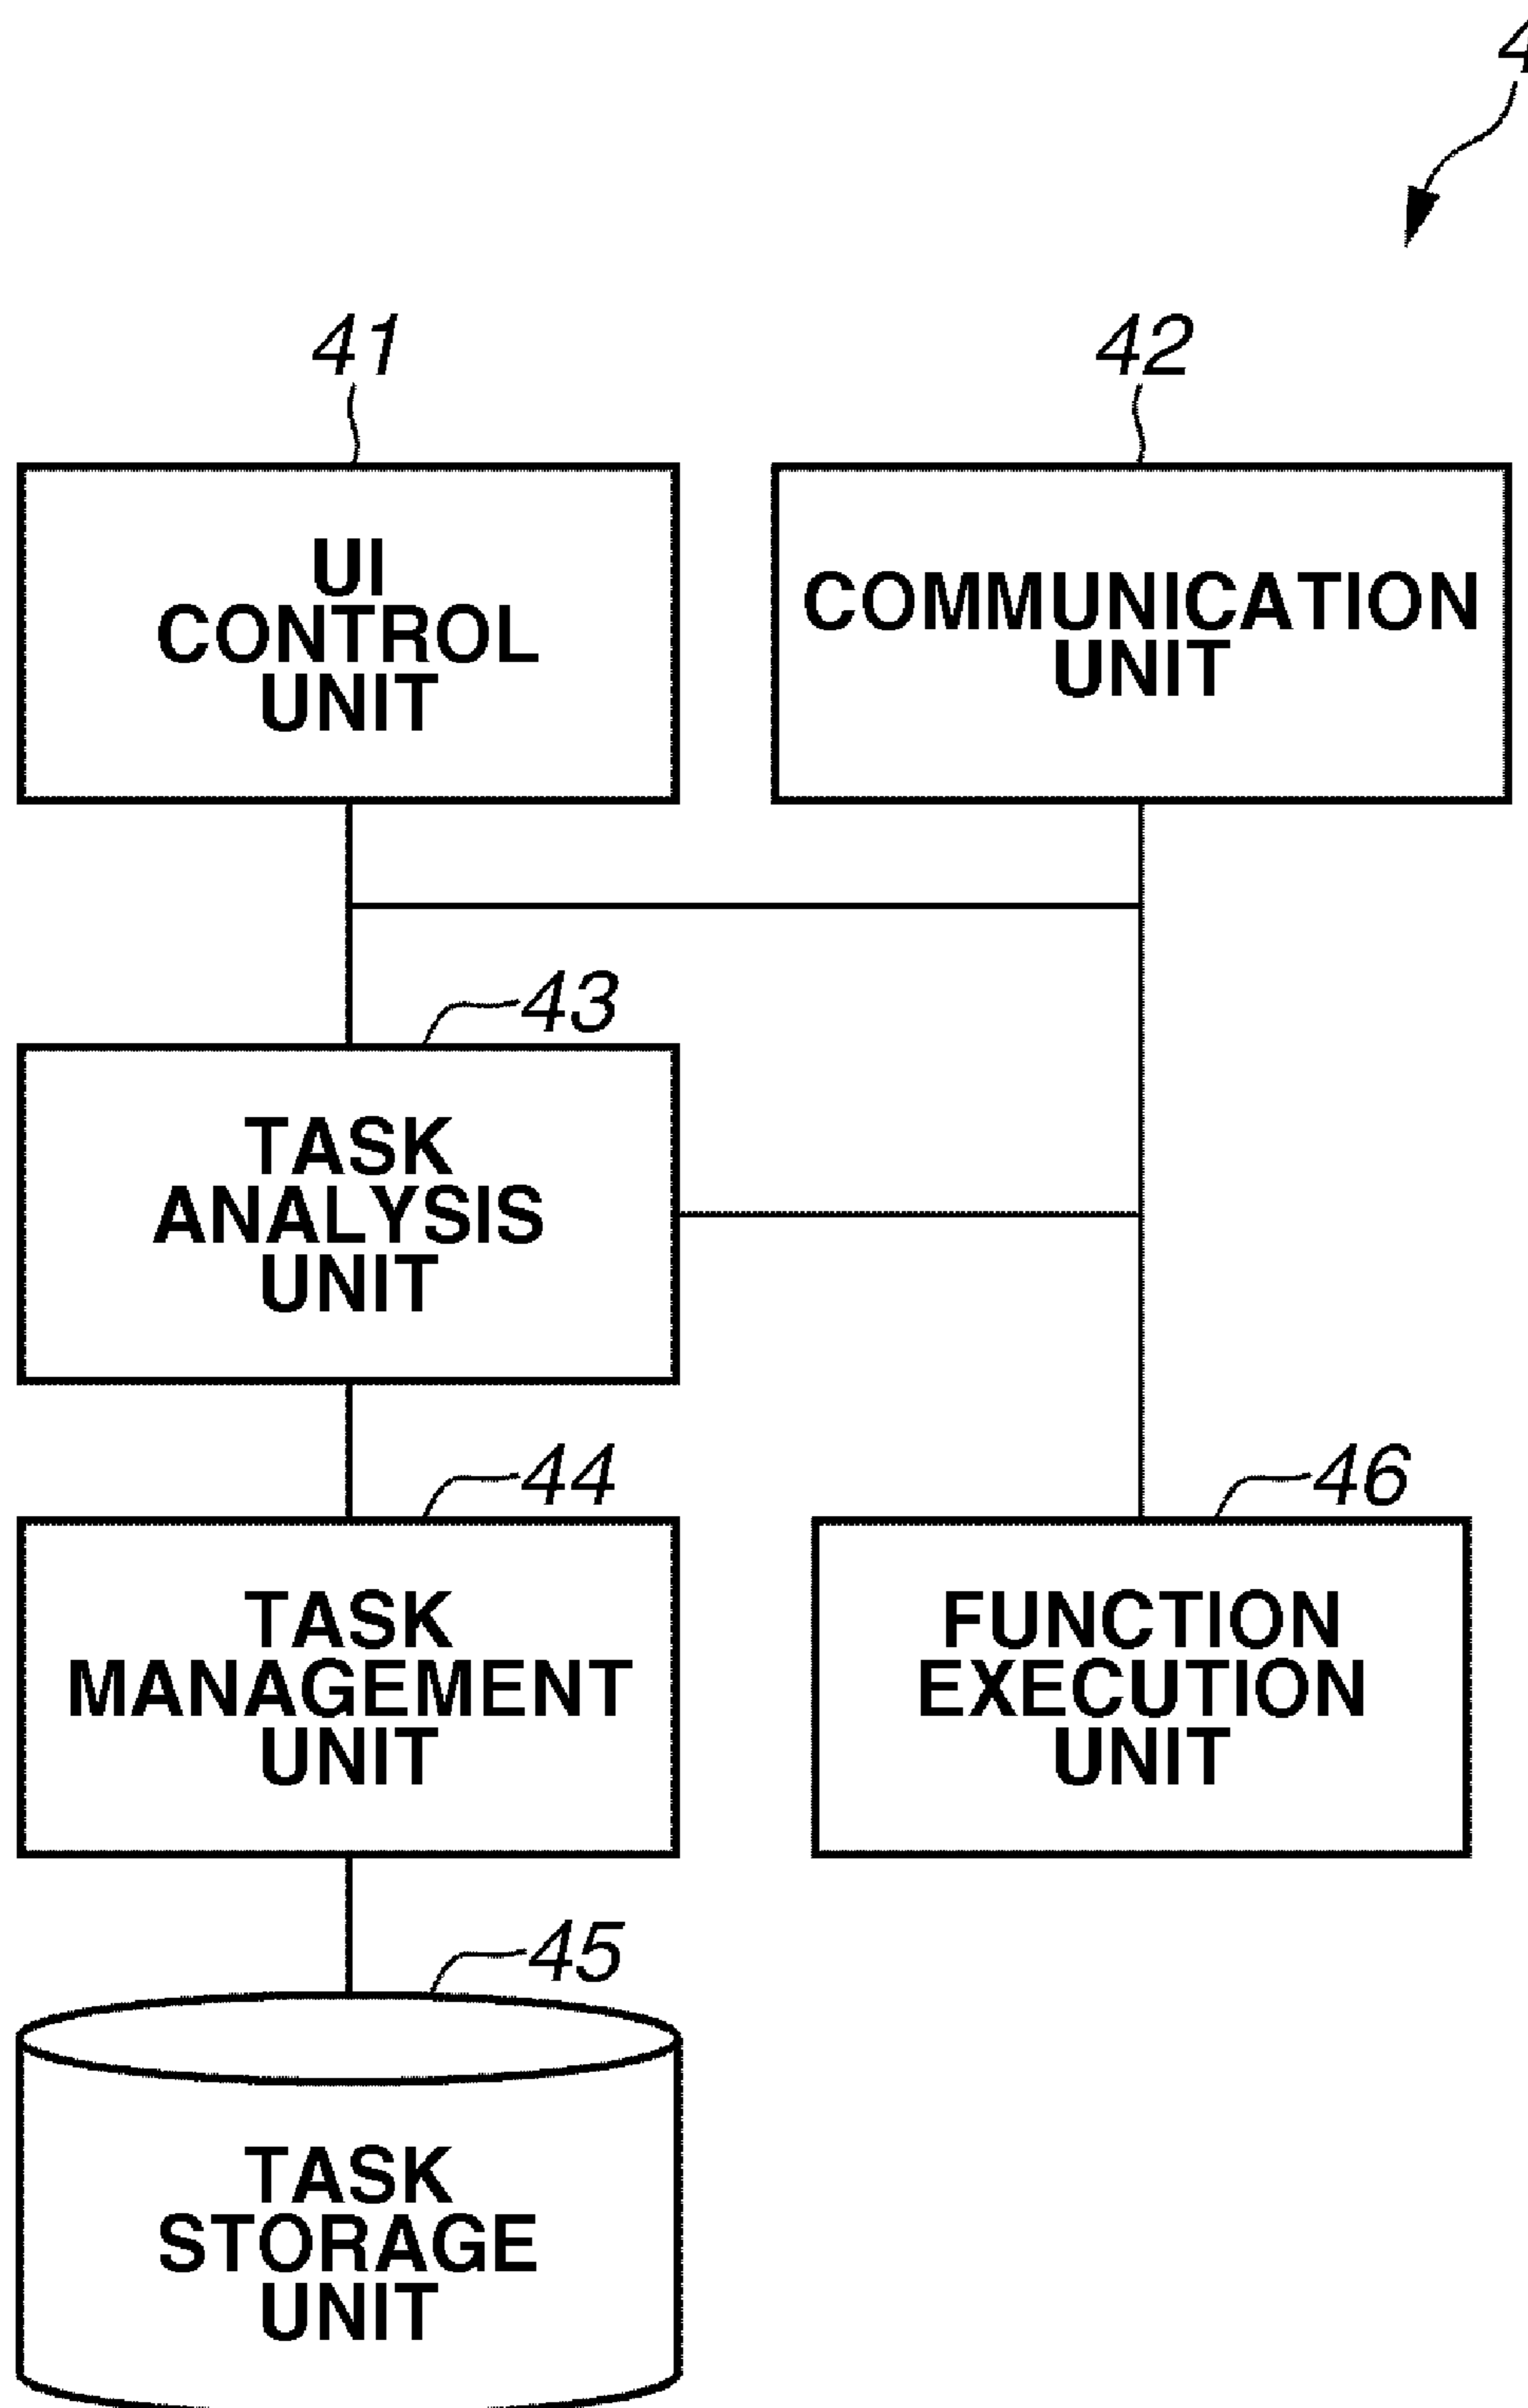 4
41
42
UI
CONTROL
UNIT
COMMUNICATION
UNIT
43
TASK
ANALYSIS
UNIT
44
46
TASK
MANAGEMENT
UNIT
FUNCTION
EXECUTION
UNIT
45
TASK
STORAGE
UNIT